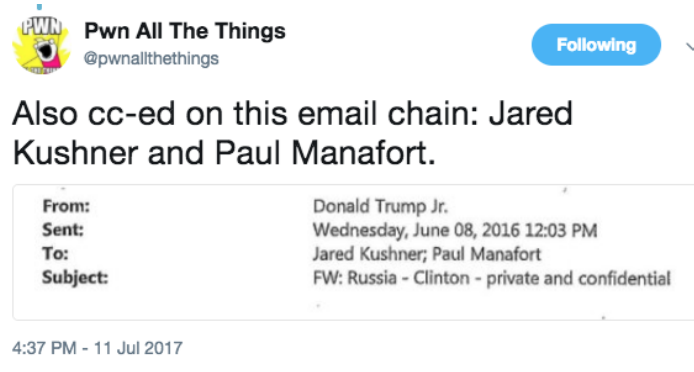 PWN
Pwn All The Things
@pwnallthethings
Following
Also cc-ed on this email chain: Jared
Kushner and Paul Manafort.
From: Donald Trump Jr.
Sent: Wednesday, June 08, 2016 12:03 PM
To: Jared Kushner; Paul Manafort
Subject: FW: Russia - Clinton - private and confidential
4:37 PM - 11 Jul 2017